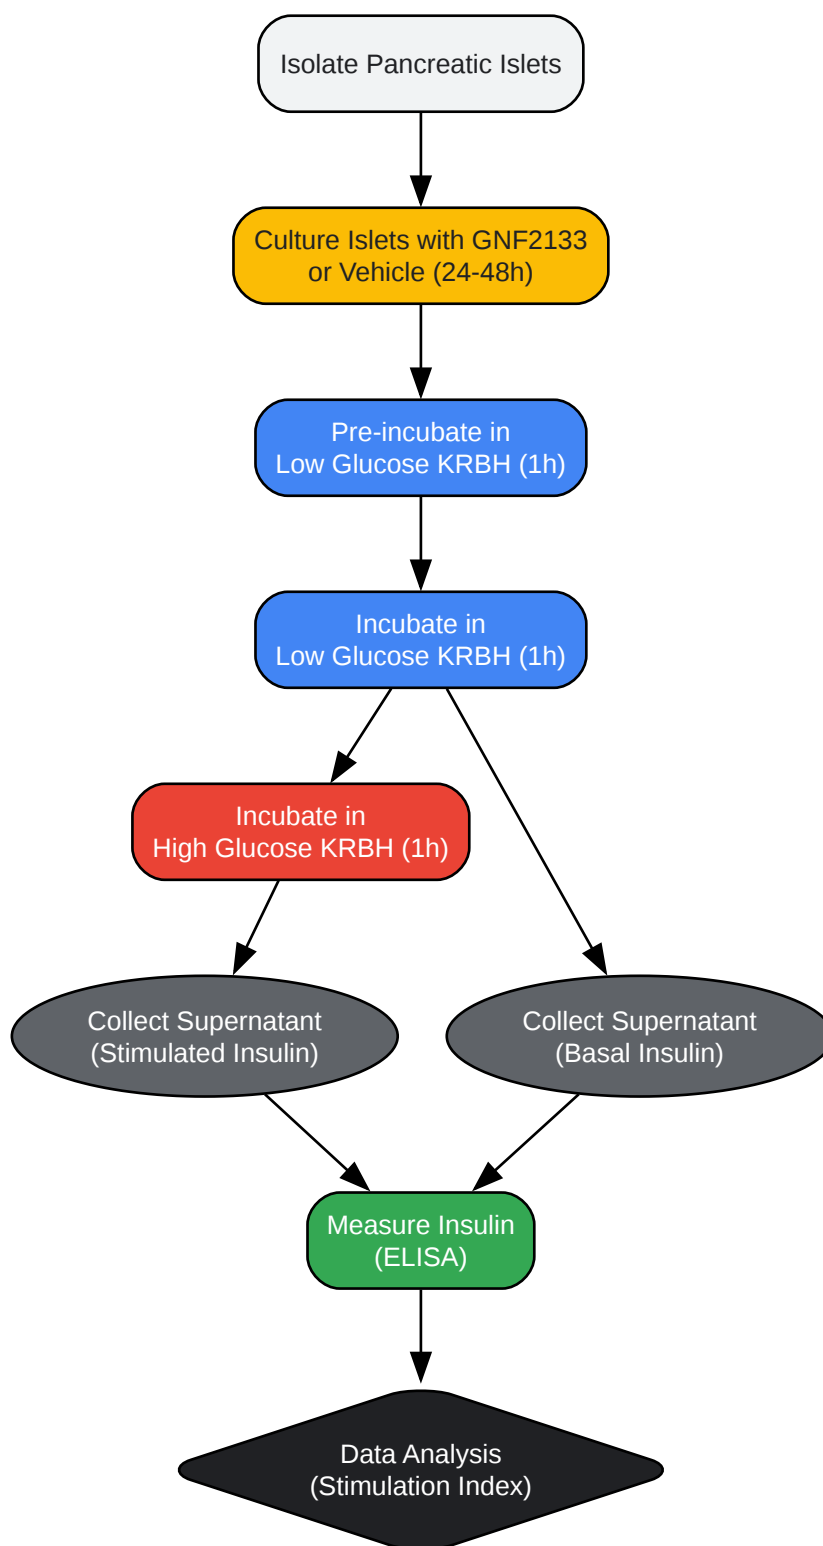 Isolate Pancreatic Islets
Culture Islets with GNF2133
or Vehicle (24-48h)
Pre-incubate in
Low Glucose KRBH (1h)
Incubate in
Low Glucose KRBH (1h)
Incubate in
High Glucose KRBH (1h)
Collect Supernatant
(Stimulated Insulin)
Collect Supernatant
(Basal Insulin)
Measure Insulin
(ELISA)
Data Analysis
(Stimulation Index)